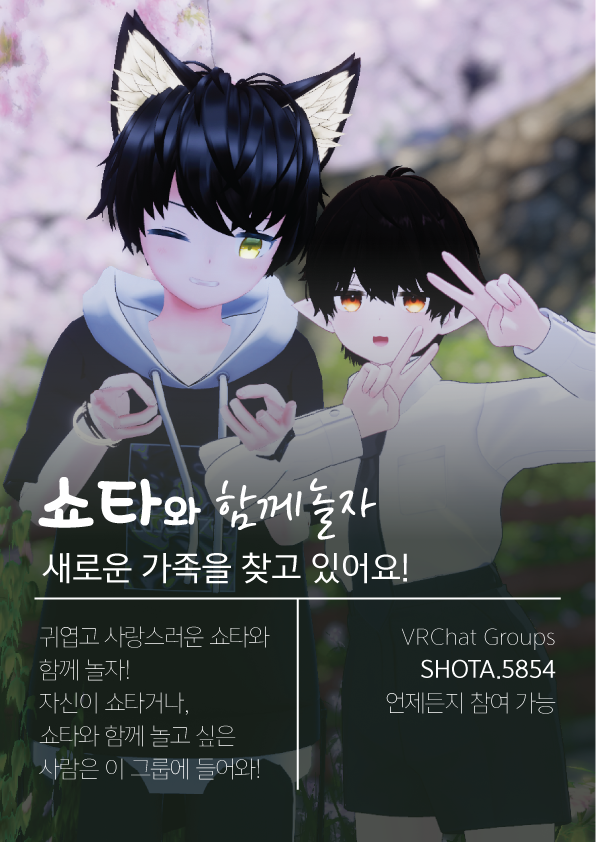 쇼타와 함께놀자
새로운 가족을 찾고 있어요!
귀엽고 사랑스러운 쇼타와
함께 놀자!
자신이 쇼타거나,
쇼타와 함께 놀고 싶은
사람은 이 그룹에 들어와!
VRChat Groups
SHOTA.5854
언제든지 참여 가능